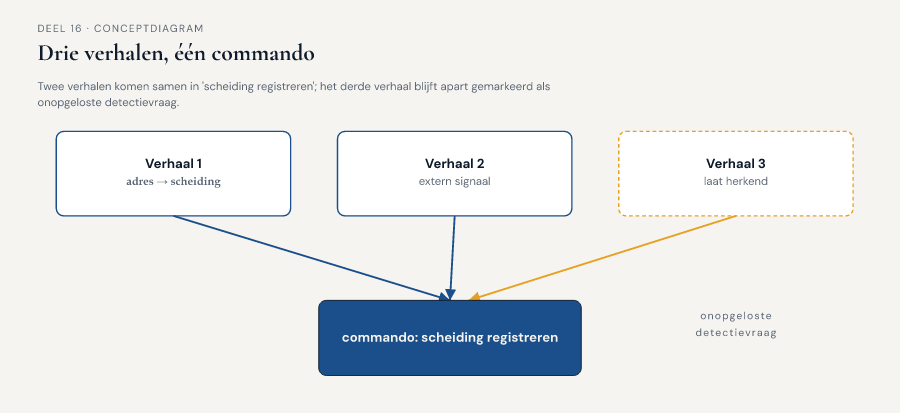 DEEL 16 · CONCEPTDIAGRAM
Drie verhalen, één commando
Twee verhalen komen samen in 'scheiding registreren'; het derde verhaal blijft apart gemarkeerd als
onopgeloste detectievraag.
Verhaal 1
adres → scheiding
Verhaal 2
extern signaal
Verhaal 3
laat herkend
commando: scheiding registreren
onopgeloste
detectievraag